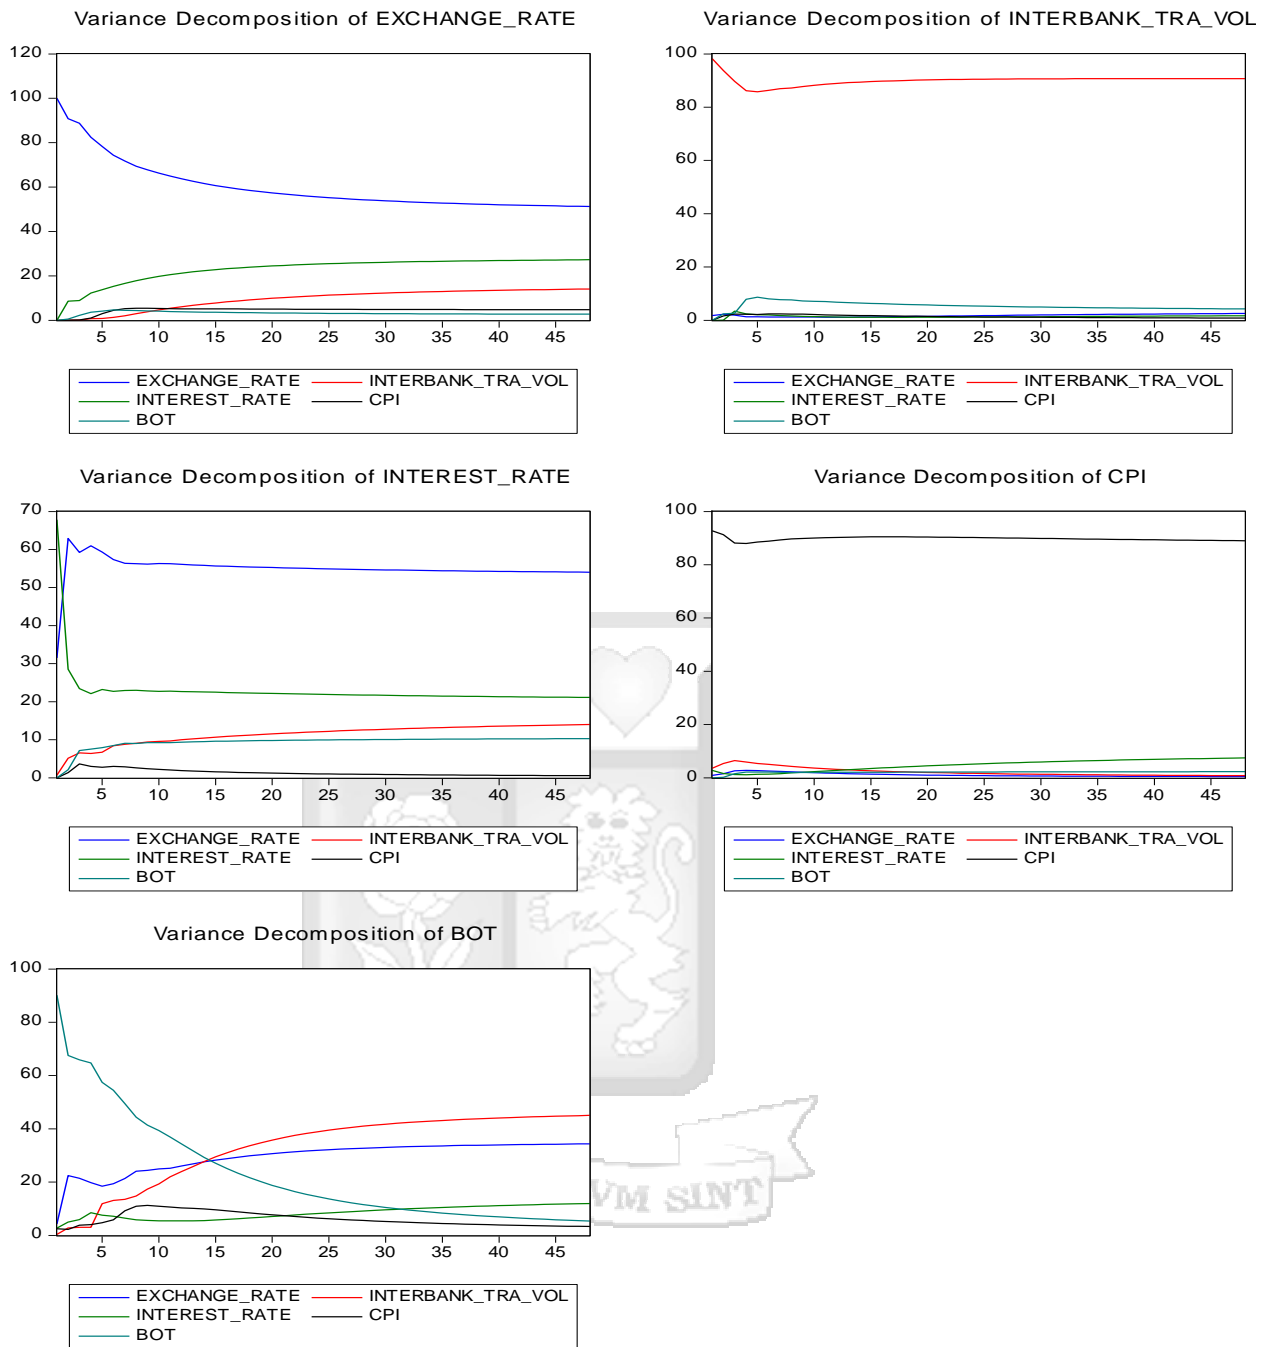 Variance Decomposition of EXCHANGE_RATE
120
100
80
60
40
20
0
5 10 15 20 25 30 35 40 45
EXCHANGE_RATE INTERBANK_TRA_VOL
INTEREST_RATE CPI
BOT
Variance Decomposition of INTERBANK_TRA_VOL
100
80
60
40
20
0
5 10 15 20 25 30 35 40 45
EXCHANGE_RATE INTERBANK_TRA_VOL
INTEREST_RATE CPI
BOT
Variance Decomposition of INTEREST_RATE
70
60
50
40
30
20
10
0
5 10 15 20 25 30 35 40 45
EXCHANGE_RATE INTERBANK_TRA_VOL
INTEREST_RATE CPI
BOT
Variance Decomposition of CPI
100
80
60
40
20
0
5 10 15 20 25 30 35 40 45
EXCHANGE_RATE INTERBANK_TRA_VOL
INTEREST_RATE CPI
BOT
Variance Decomposition of BOT
100
80
60
40
20
0
5 10 15 20 25 30 35 40 45
EXCHANGE_RATE INTERBANK_TRA_VOL
INTEREST_RATE CPI
BOT
VM SINT